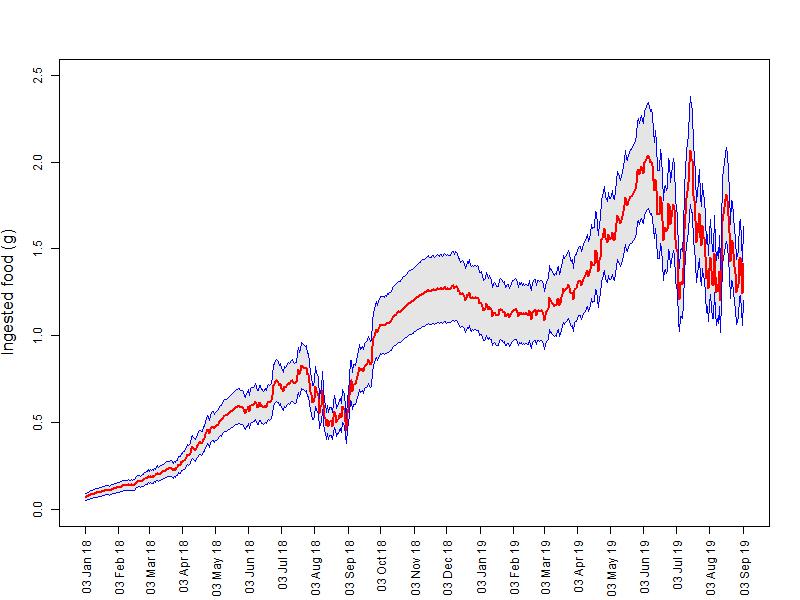 Ingested food (g)
2.5
2.0
1.5
1.0
0.5
0.0
03 Jan 18
03 Feb 18
03 Mar 18
03 Apr 18
03 May 18
03 Jun 18
03 Jul 18
03 Aug 18
03 Sep 18
03 Oct 18
03 Nov 18
03 Dec 18
03 Jan 19
03 Feb 19
03 Mar 19
03 Apr 19
03 May 19
03 Jun 19
03 Jul 19
03 Aug 19
03 Sep 19